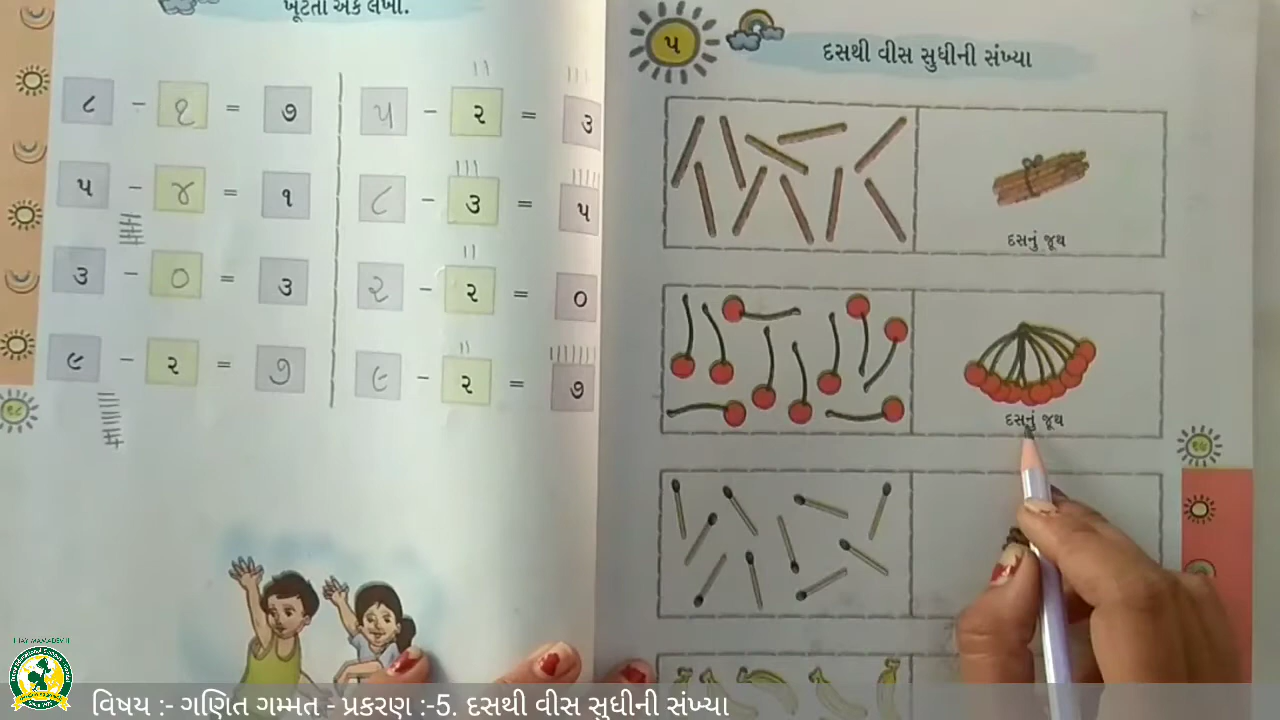 ખૂટતા અંક લખો.
૮ - ૧ = ૭
૫ - ૪ = ૧
૩ - ૦ = ૩
૯ - ૨ = ૭
૫ - ૨ = ૩
૮ - ૩ = ૫
૨ - ૨ = ૦
૯ - ૨ = ૭
૫
દસથી વીસ સુધીની સંખ્યા
દસનું જૂથ
દસનું જૂથ
વિષય :- ગણિત ગમ્મત - પ્રકરણ :-5. દસથી વીસ સુધીની સંખ્યા